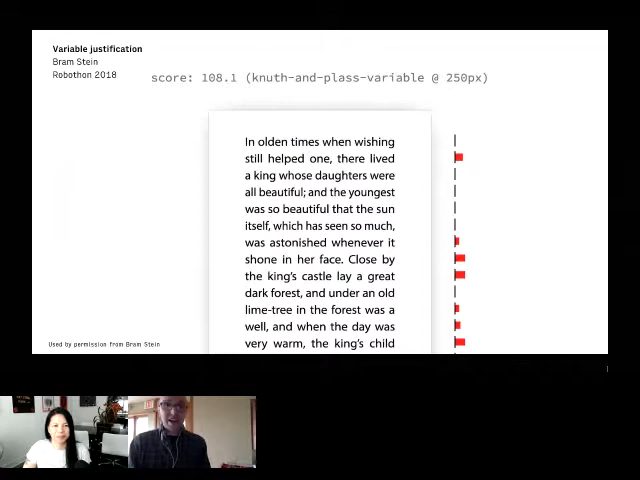 Variable justification
Bram Stein
Robothon 2018
score: 108.1 (knuth-and-plass-variable @ 250px)
In olden times when wishing
still helped one, there lived
a king whose daughters were
all beautiful; and the youngest
was so beautiful that the sun
itself, which has seen so much,
was astonished whenever it
shone in her face. Close by
the king's castle lay a great
dark forest, and under an old
lime-tree in the forest was a
well, and when the day was
very warm, the king's child
Used by permission from Bram Stein